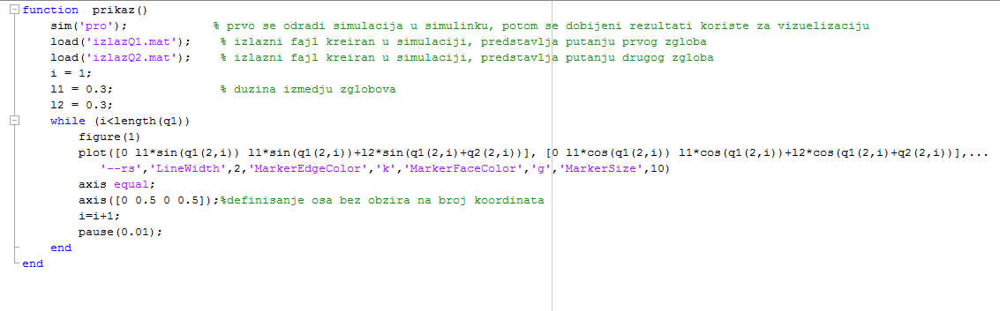 function  prikaz()
    sim('pro');            % prvo se odradi simulacija u simulinku, potom se dobijeni rezultati koriste za vizuelizaciju
    load('izlazQ1.mat');    % izlazni fajl kreiran u simulaciji, predstavlja putanju prvog zgloba
    load('izlazQ2.mat');    % izlazni fajl kreiran u simulaciji, predstavlja putanju drugog zgloba
    i = 1;
    l1 = 0.3;               % duzina izmedju zglobova
    l2 = 0.3;
    while (i<length(q1))
        figure(1)
        plot([0 l1*sin(q1(2,i)) l1*sin(q1(2,i))+l2*sin(q1(2,i)+q2(2,i))], [0 l1*cos(q1(2,i)) l1*cos(q1(2,i))+l2*cos(q1(2,i)+q2(2,i))],...
           '--rs','LineWidth',2,'MarkerEdgeColor','k','MarkerFaceColor','g','MarkerSize',10)
        axis equal;
        axis([0 0.5 0 0.5]);%definisanje osa bez obzira na broj koordinata
        i=i+1;
        pause(0.01);
    end
end